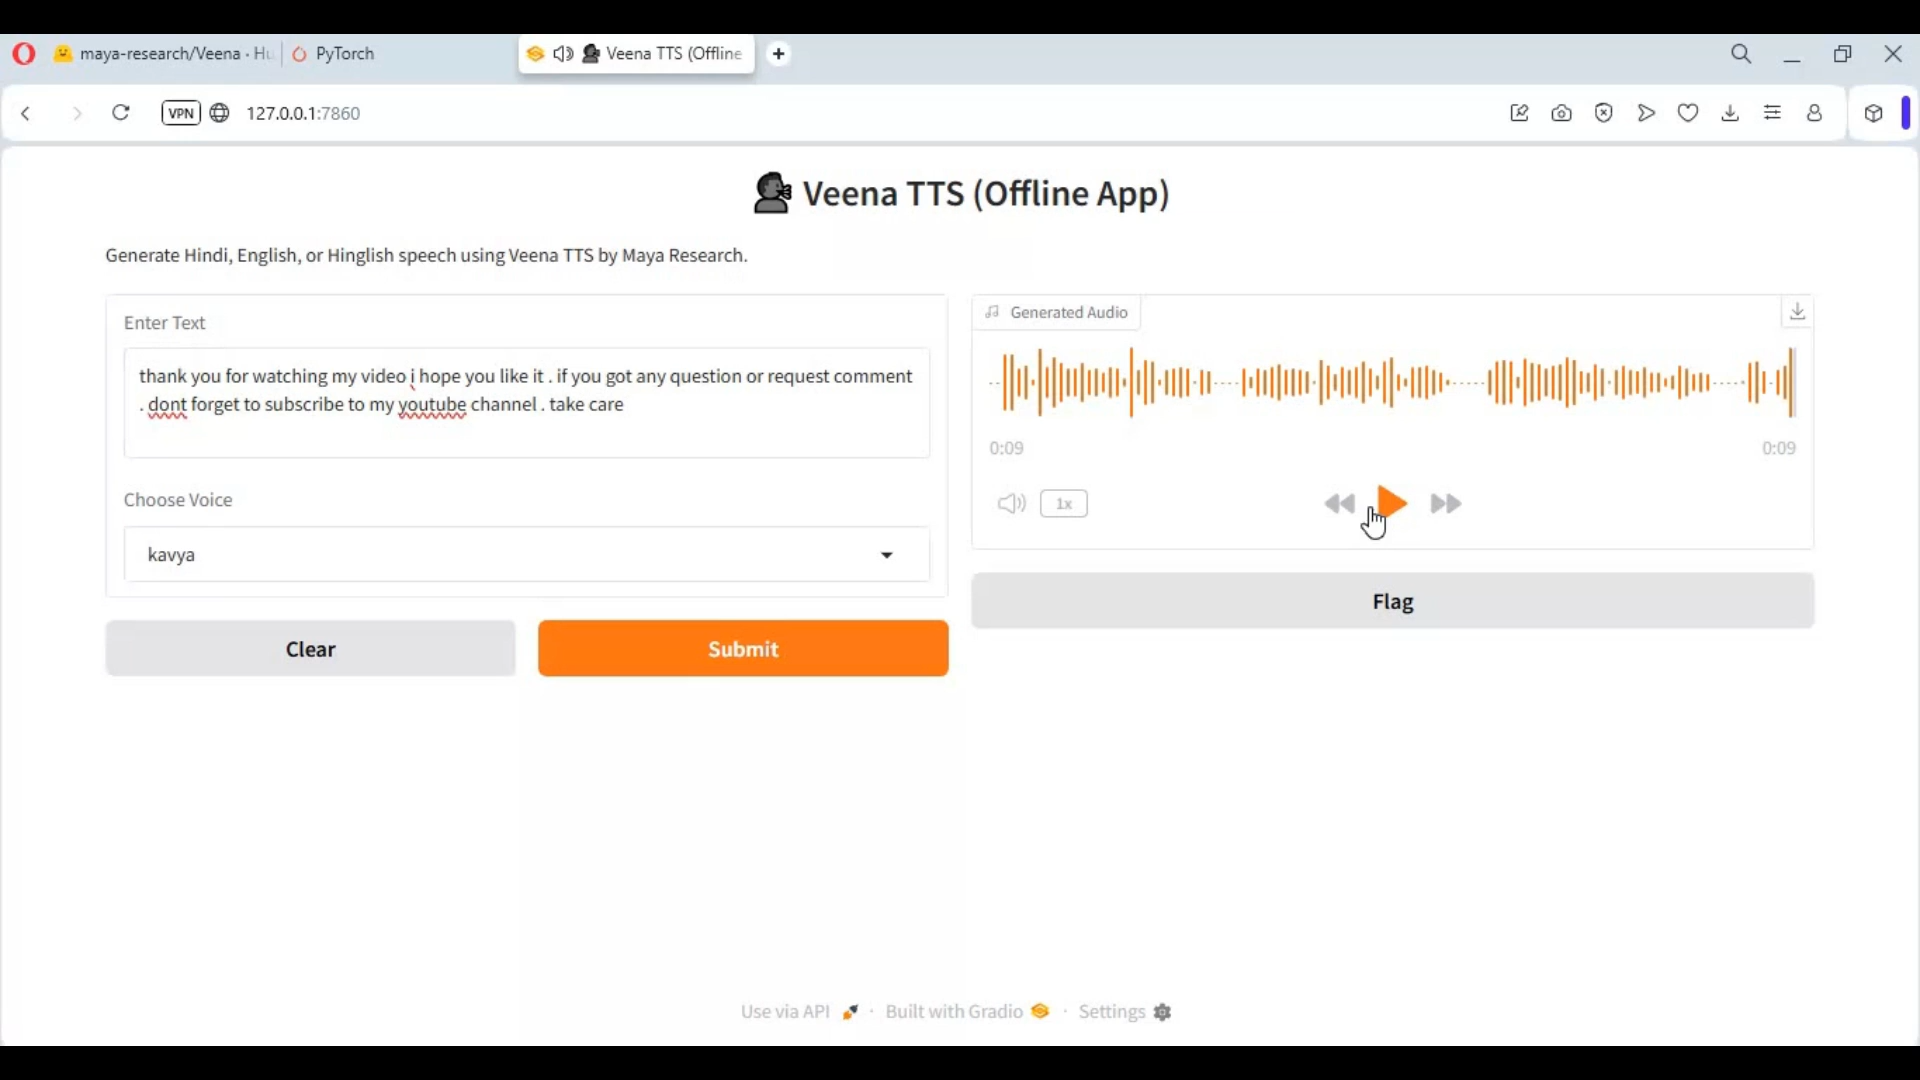 maya-research/Veena - Hu
PyTorch
Veena TTS (Offline
VPN
127.0.0.1:7860
Veena TTS (Offline App)
Generate Hindi, English, or Hinglish speech using Veena TTS by Maya Research.
Enter Text
thank you for watching my video i hope you like it . if you got any question or request comment
. dont forget to subscribe to my youtube channel . take care
Choose Voice
kavya
Clear
Submit
Generated Audio
0:09
0:09
1x
Flag
Use via API · Built with Gradio · Settings